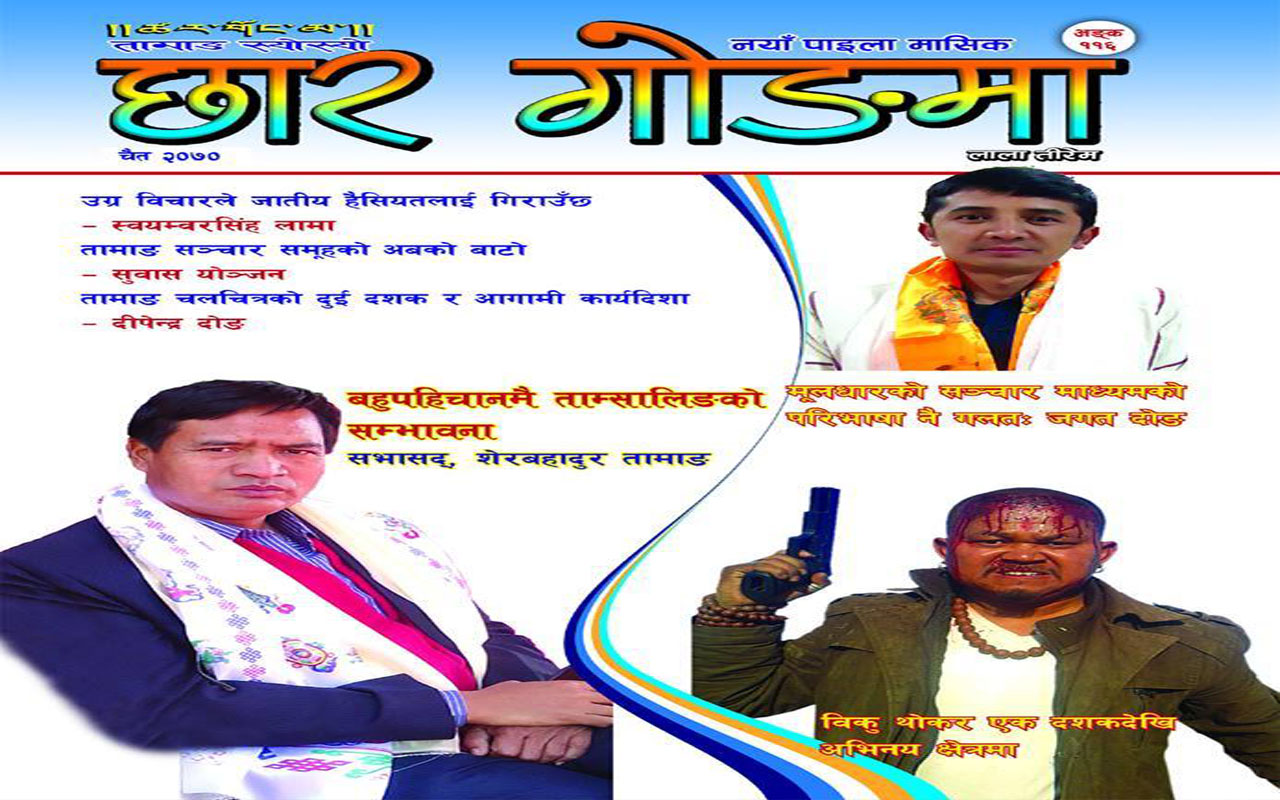 །།ཚར་གོང་མ།།
तामाङ स्योस्यो
नयाँ पाइला मासिक
अङ्क
११६
छार गोङमा
चैत २०७०
लाला तीरेम
उग्र विचारले जातीय हैसियतलाई गिराउँछ
– स्वयम्वरसिंह लामा
तामाङ सञ्चार समूहको अबको बाटो
– सुवास योञ्जन
तामाङ चलचित्रको दुई दशक र आगामी कार्यदिशा
– दीपेन्द्र दोङ
बहुपहिचानमै ताम्सालिङको
सम्भावना
सभासद्, शेरबहादुर तामाङ
मूलधारको सञ्चार माध्यमको
परिभाषा नै गलतः जगत दोङ
विकु थोकर एक दशकदेखि
अभिनय क्षेत्रमा